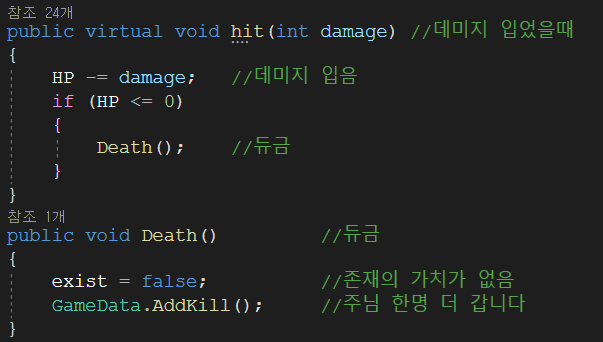 참조 24개
public virtual void hit(int damage) //데미지 입었을때
{
HP -= damage; //데미지 입음
if (HP <= 0)
{
Death(); //듀금
}
}
참조 1개
public void Death() //듀금
{
exist = false; //존재의 가치가 없음
GameData.AddKill(); //주님 한명 더 갑니다
}